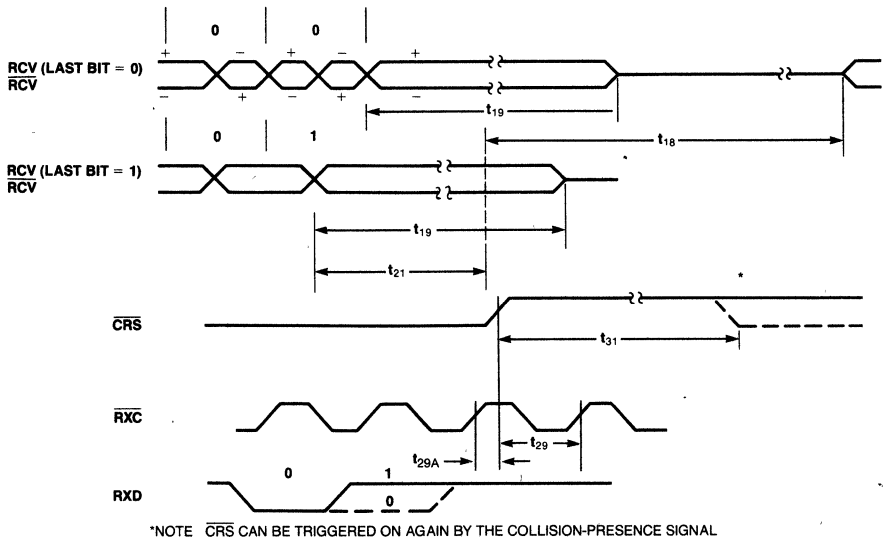 0 0
+ − + − +
RCV (LAST BIT = 0)
RCV
− + − + −
t19
t18
0 1
RCV (LAST BIT = 1)
RCV
t19
t21
*
CRS
t31
RXC
t29
t29A
0 1
RXD
0
*NOTE CRS CAN BE TRIGGERED ON AGAIN BY THE COLLISION-PRESENCE SIGNAL